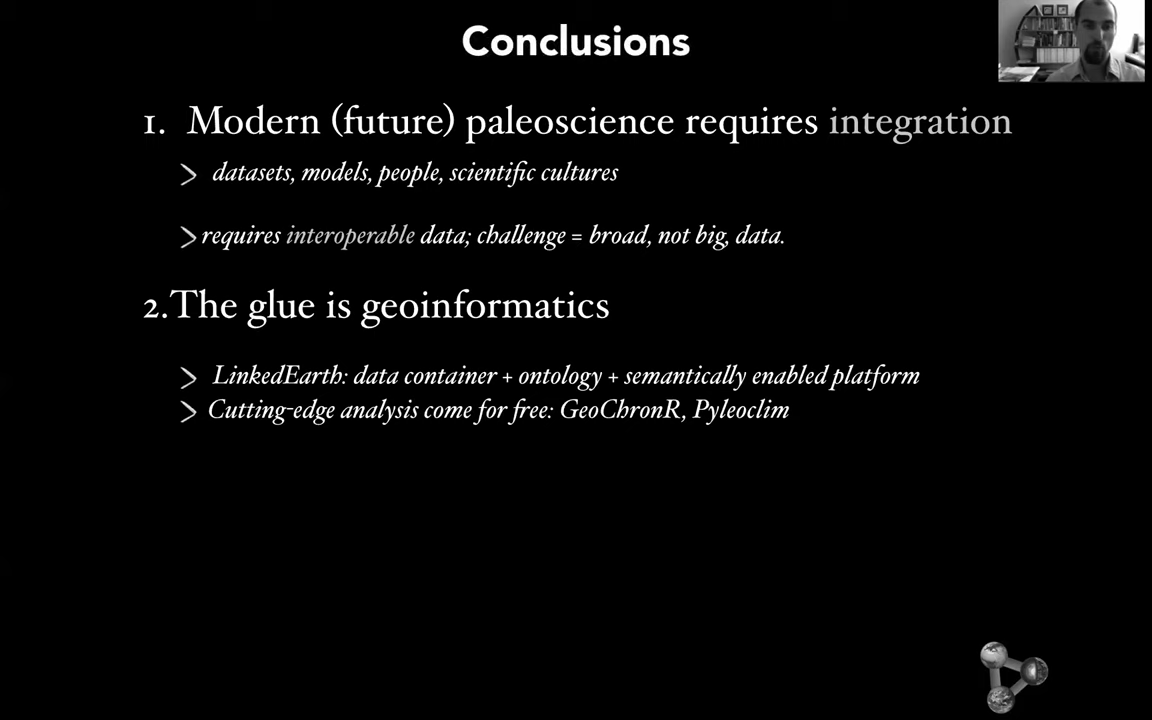 Conclusions
1. Modern (future) paleoscience requires integration
datasets, models, people, scientific cultures
requires interoperable data; challenge = broad, not big, data.
2.The glue is geoinformatics
LinkedEarth: data container + ontology + semantically enabled platform
Cutting-edge analysis come for free: GeoChronR, Pyleoclim